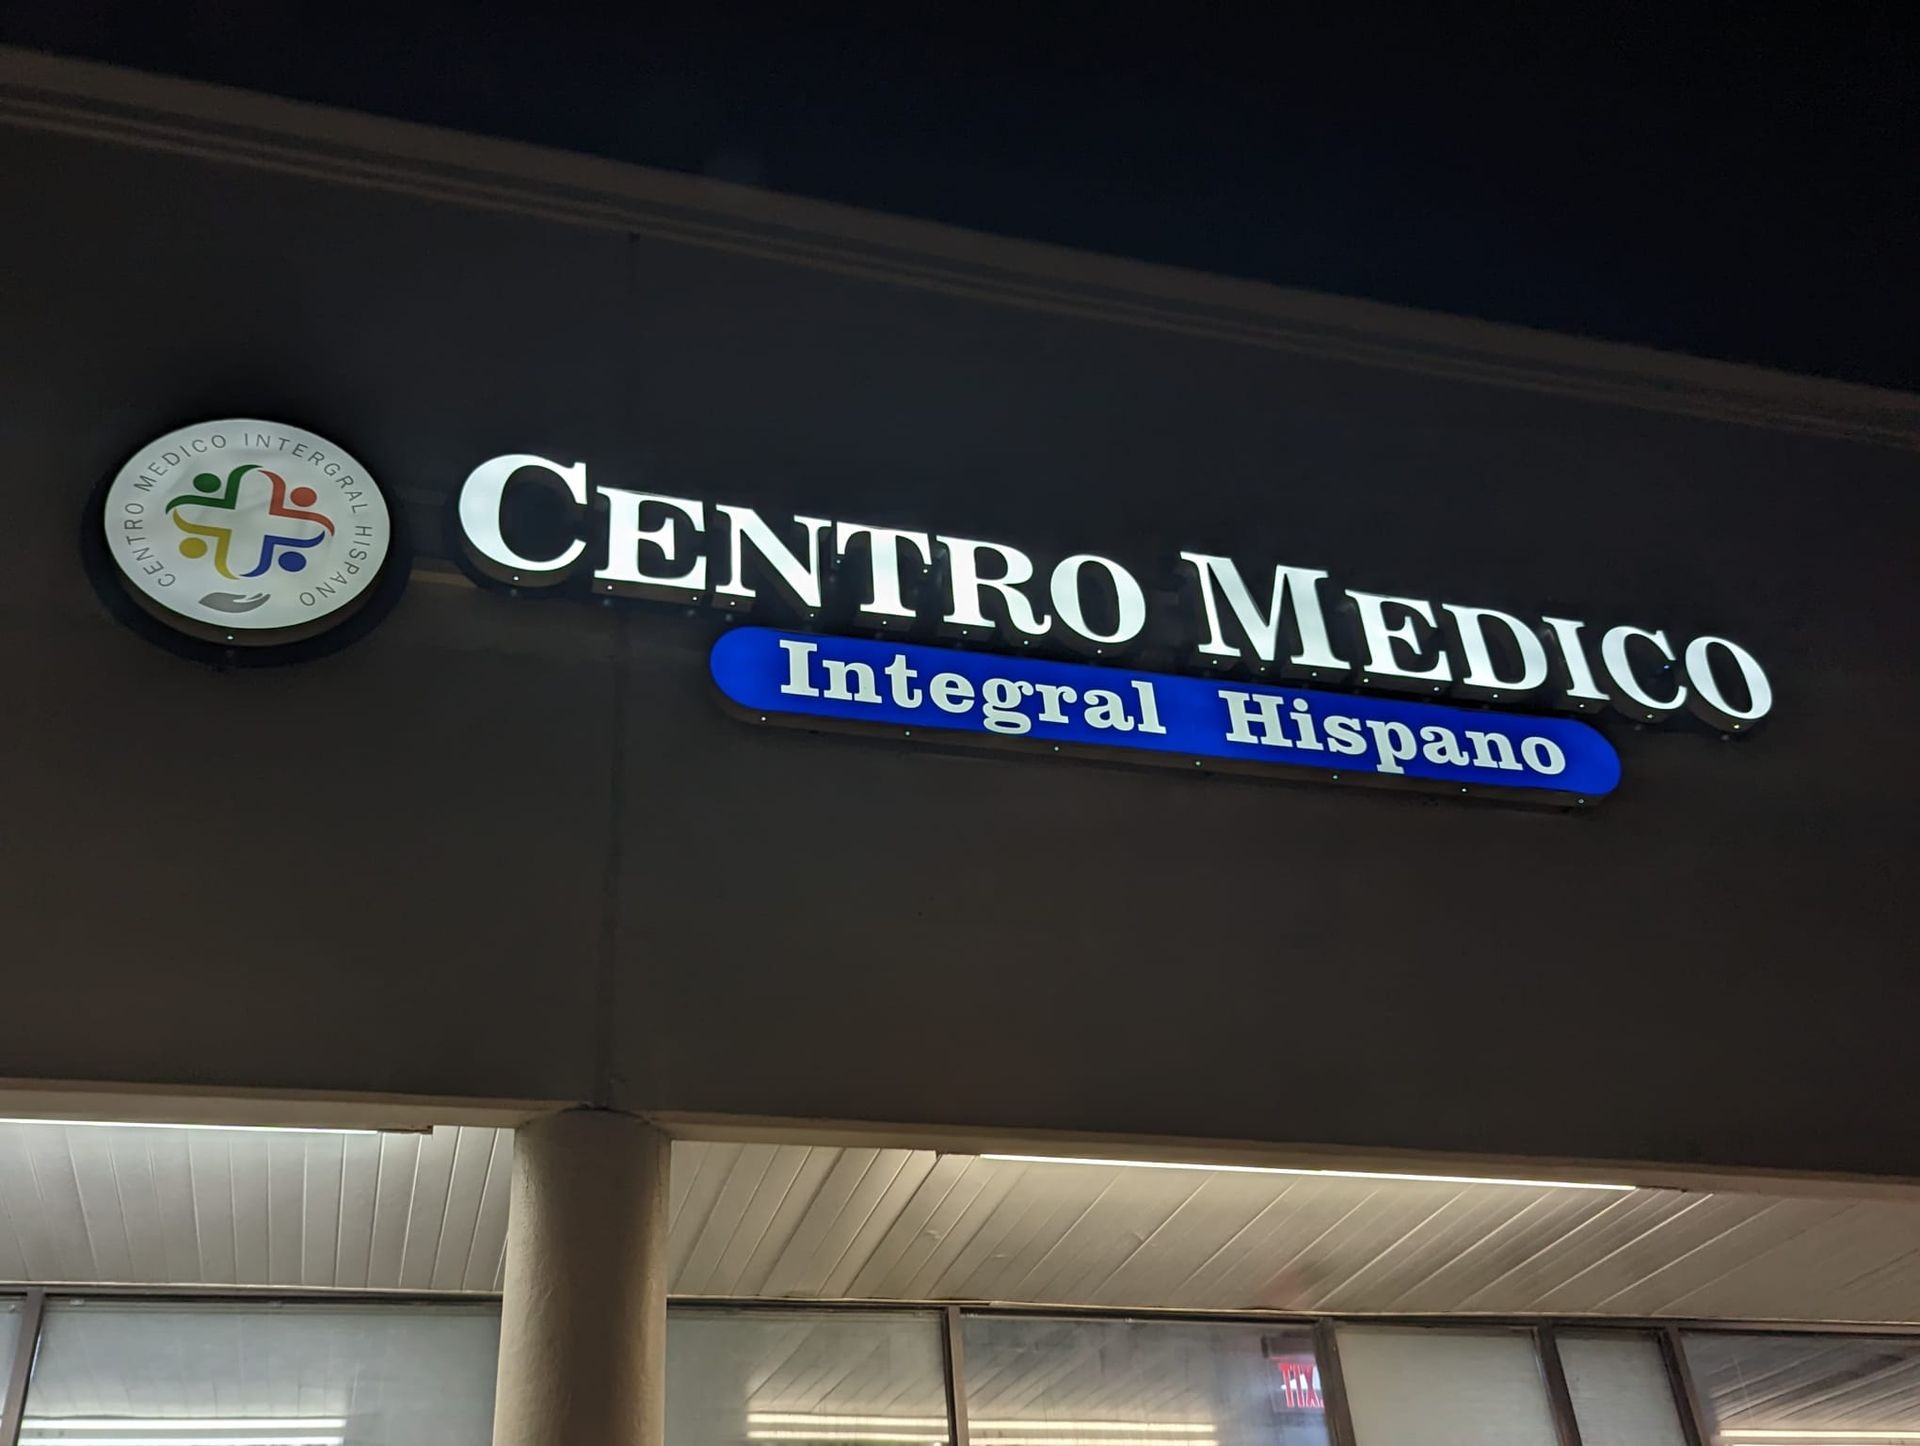 CENTRO MEDICO INTERGRAL HISPANO
CENTRO MEDICO
Integral Hispano